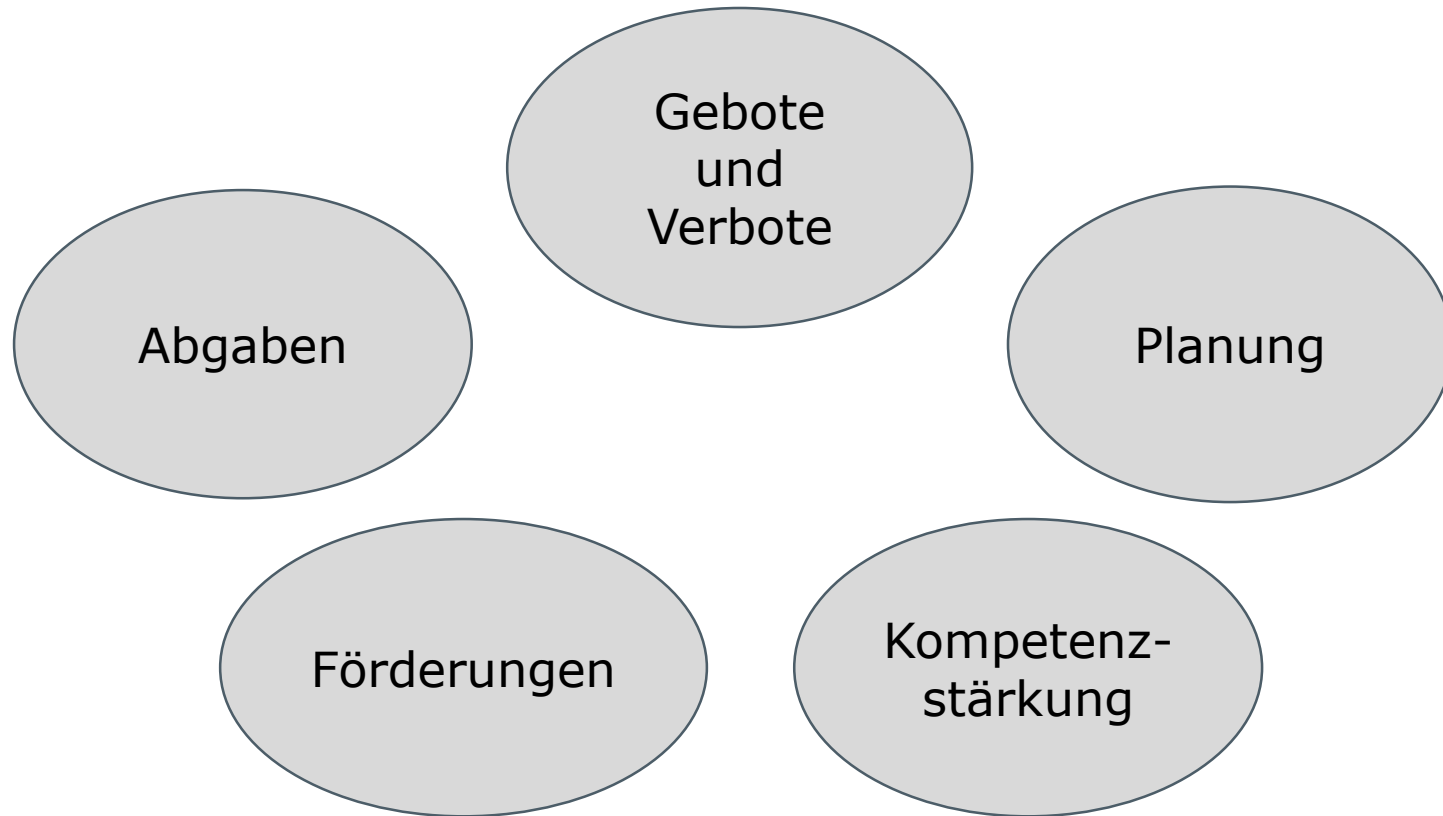 Gebote
und
Verbote
Abgaben
Planung
Förderungen
Kompetenz-
stärkung